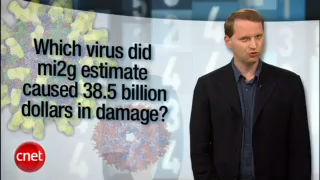 Which virus did
mi2g estimate
caused 38.5 billion
dollars in damage?
cnet